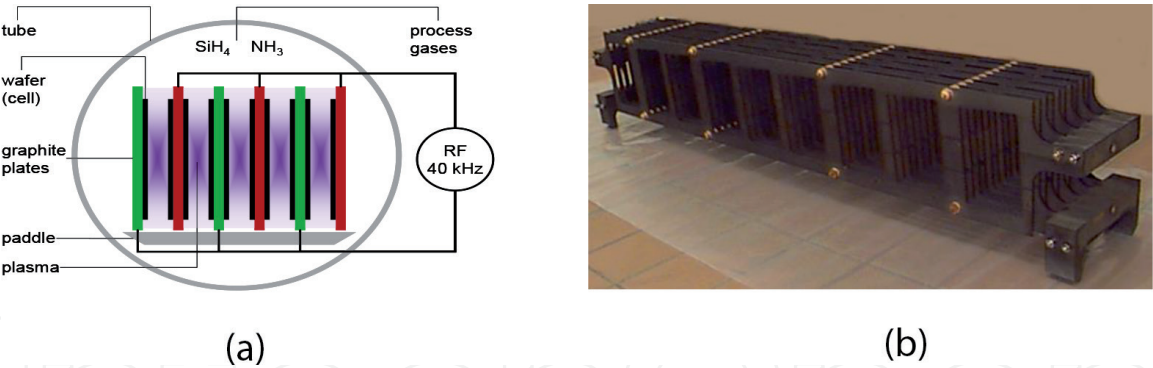 tube
SiH4 NH3
process
gases
wafer
(cell)
graphite
plates
RF
40 kHz
paddle
plasma
(a)
(b)